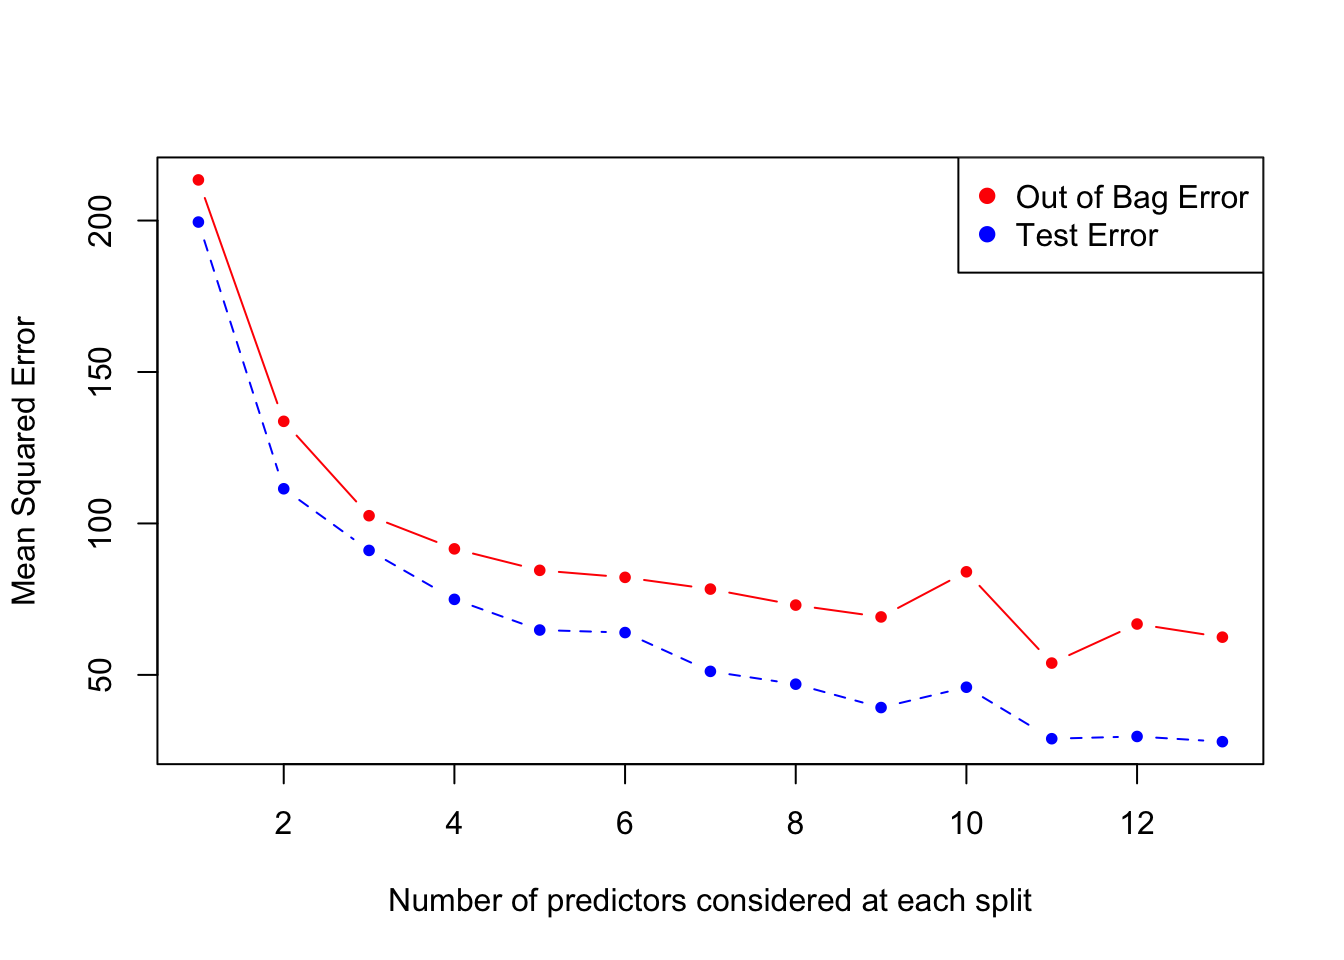 Out of Bag Error
Test Error
Mean Squared Error
200
150
100
50
2 4 6 8 10 12
Number of predictors considered at each split